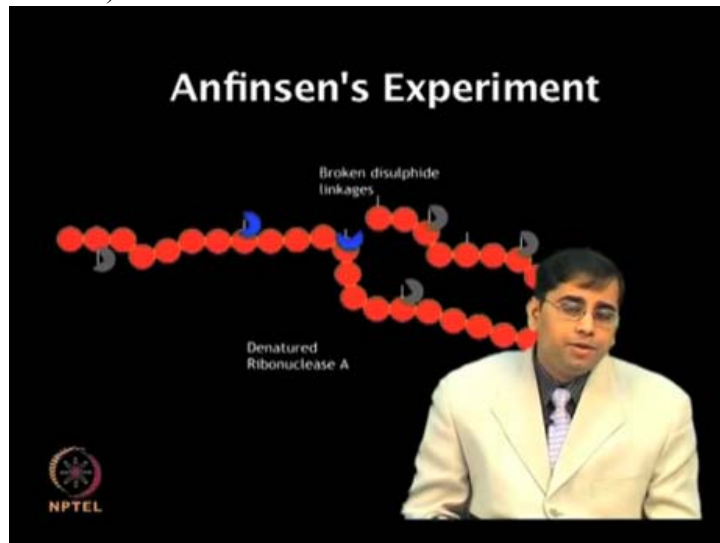 Anfinsen's Experiment
Broken disulphide
linkages
Denatured
Ribonuclease A
NPTEL